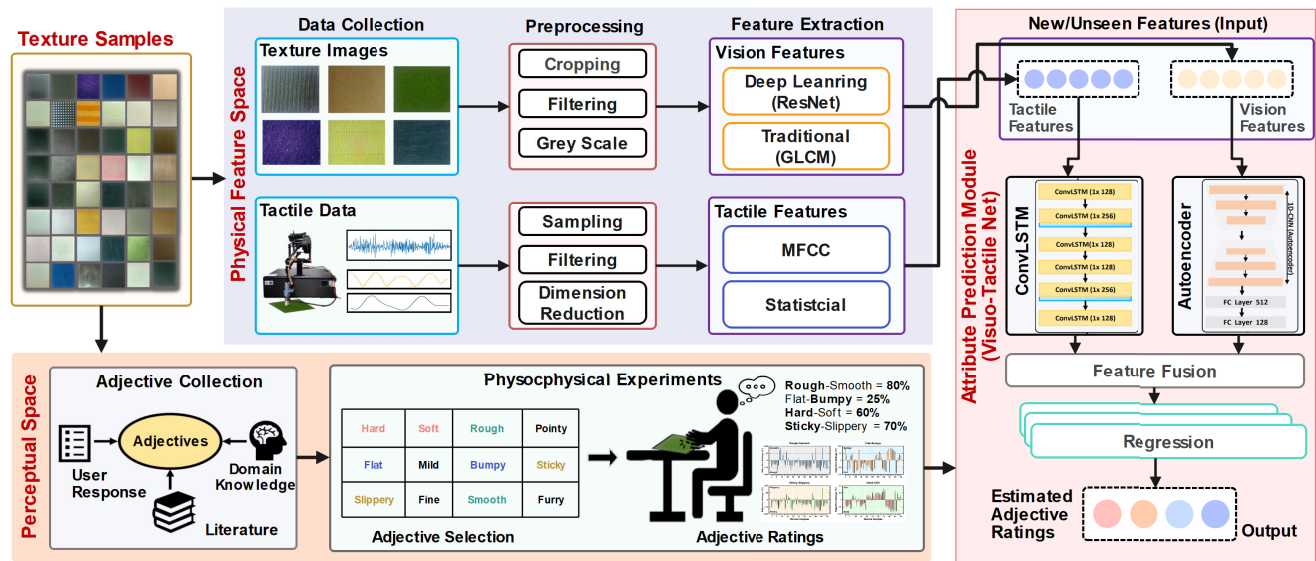 Texture Samples
Physical Feature Space
Data Collection
Texture Images
Tactile Data
Preprocessing
Cropping
Filtering
Grey Scale
Sampling
Filtering
Dimension
Reduction
Feature Extraction
Vision Features
Deep Leanring
(ResNet)
Traditional
(GLCM)
Tactile Features
MFCC
Statistcial
Perceptual Space
Adjective Collection
Adjectives
User
Response
Domain
Knowledge
Literature
Physocphysical Experiments
Hard
Soft
Rough
Pointy
Flat
Mild
Bumpy
Sticky
Slippery
Fine
Smooth
Furry
Adjective Selection
Rough-Smooth = 80%
Flat-Bumpy = 25%
Hard-Soft = 60%
Sticky-Slippery = 70%
Adjective Ratings
Attribute Prediction Module
(Visuo-Tactile Net)
New/Unseen Features (Input)
Tactile
Features
Vision
Features
ConvLSTM
ConvLSTM (1x 128)
ConvLSTM (1x 256)
ConvLSTM(1x 128)
ConvLSTM (1x 128)
ConvLSTM (1x 256)
ConvLSTM (1x 128)
Autoencoder
1D-CNN (Autoencoder)
FC Layer 512
FC Layer 128
Feature Fusion
Regression
Estimated
Adjective
Ratings
Output